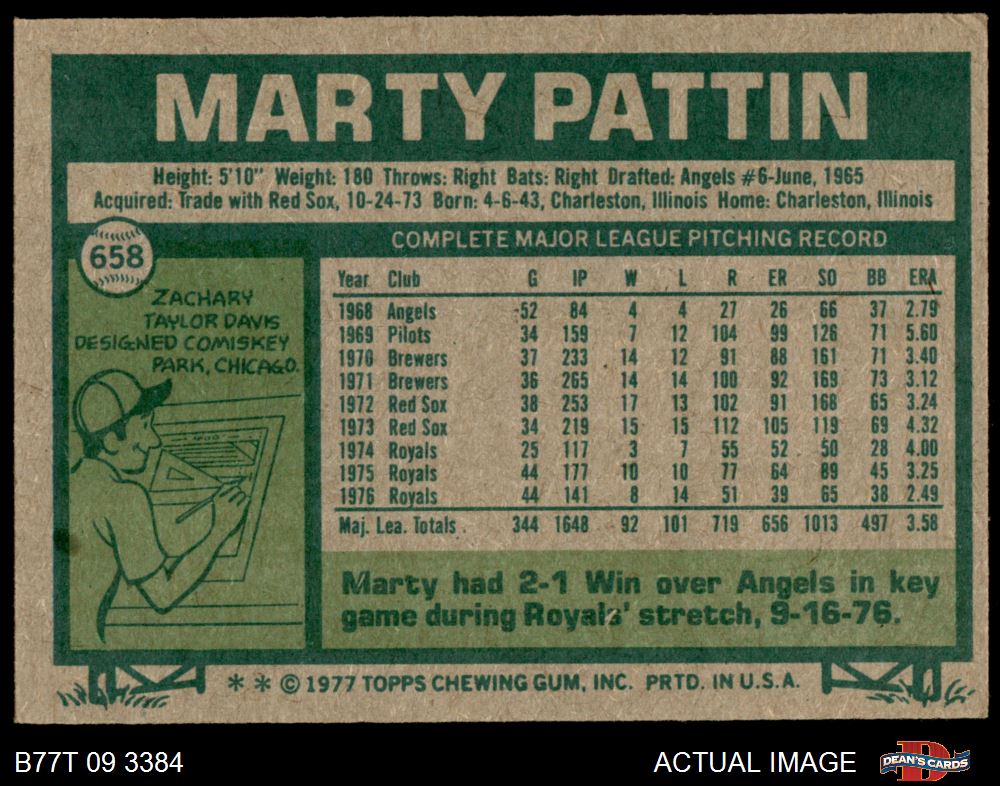 MARTY PATTIN
Height: 5'10" Weight: 180 Throws: Right Bats: Right Drafted: Angels #6-June, 1965
Acquired: Trade with Red Sox, 10-24-73 Born: 4-6-43, Charleston, Illinois Home: Charleston, Illinois
658
ZACHARY
TAYLOR DAVIS
DESIGNED COMISKEY
PARK, CHICAGO.
COMPLETE MAJOR LEAGUE PITCHING RECORD
Year Club G IP W L R ER SO BB ERA
1968 Angels 52 84 4 4 27 26 66 37 2.79
1969 Pilots 34 159 7 12 104 99 126 71 5.60
1970 Brewers 37 233 14 12 91 88 161 71 3.40
1971 Brewers 36 265 14 14 100 92 169 73 3.12
1972 Red Sox 38 253 17 13 102 91 168 65 3.24
1973 Red Sox 34 219 15 15 112 105 119 69 4.32
1974 Royals 25 117 3 7 55 52 50 28 4.00
1975 Royals 44 177 10 10 77 64 89 45 3.25
1976 Royals 44 141 8 14 51 39 65 38 2.49
Maj. Lea. Totals 344 1648 92 101 719 656 1013 497 3.58
Marty had 2-1 Win over Angels in key
game during Royals' stretch, 9-16-76.
* * © 1977 TOPPS CHEWING GUM, INC. PRTD. IN U.S.A.
B77T 09 3384
ACTUAL IMAGE
D
DEAN'S CARDS